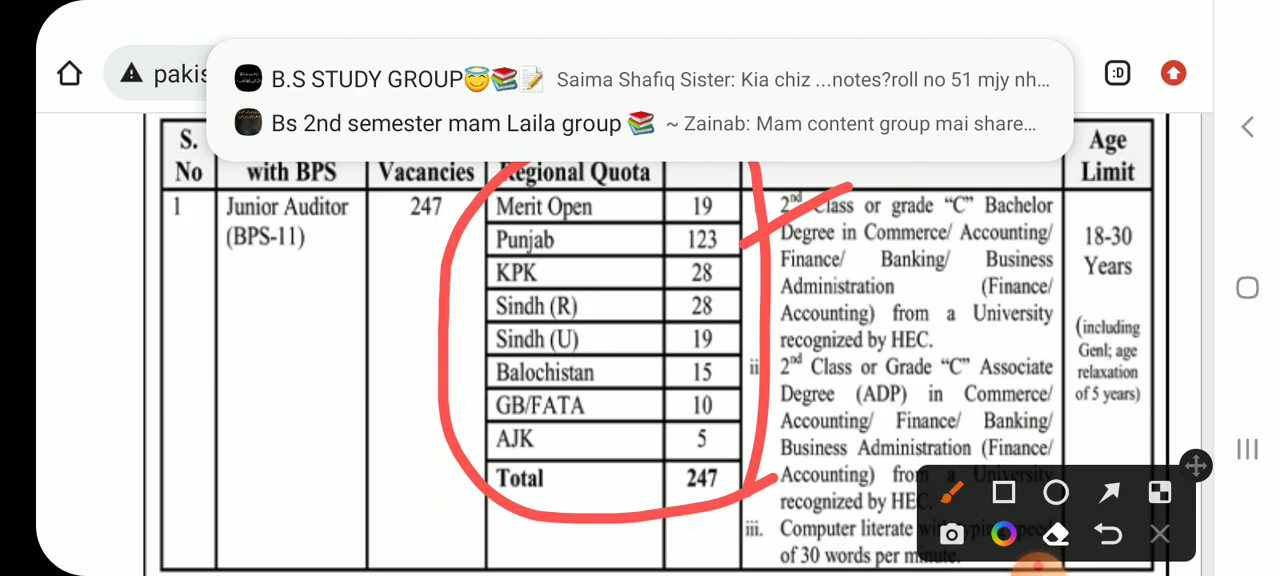 pakis
B.S STUDY GROUP😇📚📝 Saima Shafiq Sister: Kia chiz ...notes?roll no 51 mjy nh...
Bs 2nd semester mam Laila group 📚 ~ Zainab: Mam content group mai share...
:D
S.
No
with BPS
Vacancies
Regional Quota
Age
Limit
1
Junior Auditor
(BPS-11)
247
Merit Open 19
Punjab 123
KPK 28
Sindh (R) 28
Sindh (U) 19
Balochistan 15
GB/FATA 10
AJK 5
Total 247
2nd Class or grade “C” Bachelor
Degree in Commerce/ Accounting/
Finance/ Banking/ Business
Administration (Finance/
Accounting) from a University
recognized by HEC.
ii 2nd Class or Grade “C” Associate
Degree (ADP) in Commerce/
Accounting/ Finance/ Banking/
Business Administration (Finance/
Accounting) from a University
recognized by HEC.
iii. Computer literate with typing speed
of 30 words per minute.
18-30
Years
(including
Genl; age
relaxation
of 5 years)